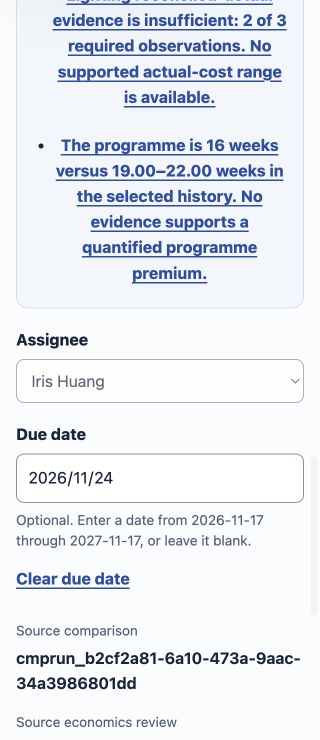 evidence is insufficient: 2 of 3
required observations. No
supported actual-cost range
is available.
• The programme is 16 weeks
versus 19.00–22.00 weeks in
the selected history. No
evidence supports a
quantified programme
premium.
Assignee
Iris Huang
Due date
2026/11/24
Optional. Enter a date from 2026-11-17
through 2027-11-17, or leave it blank.
Clear due date
Source comparison
cmprun_b2cf2a81-6a10-473a-9aac-
34a3986801dd
Source economics review